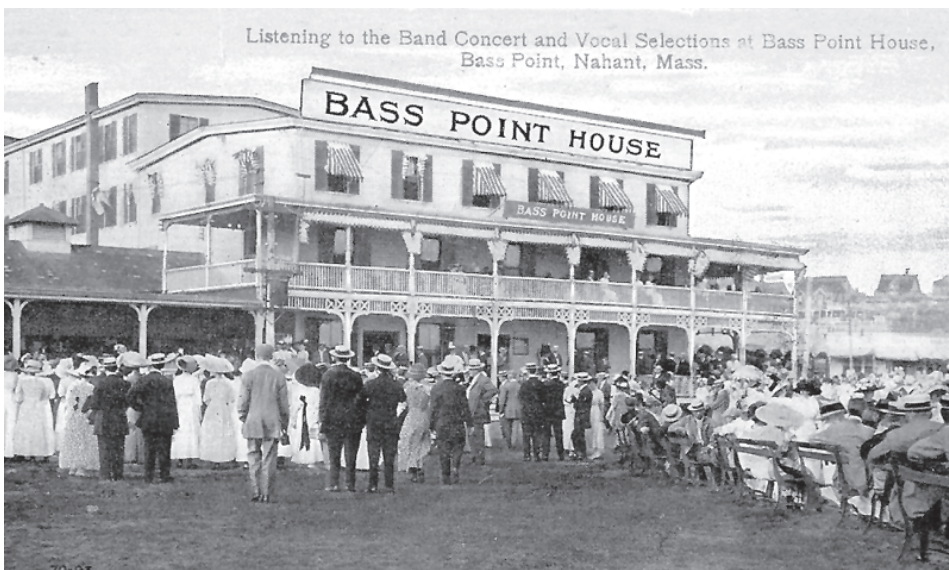 Listening to the Band Concert and Vocal Selections at Bass Point House,
Bass Point, Nahant, Mass.
BASS POINT HOUSE
BASS POINT HOUSE